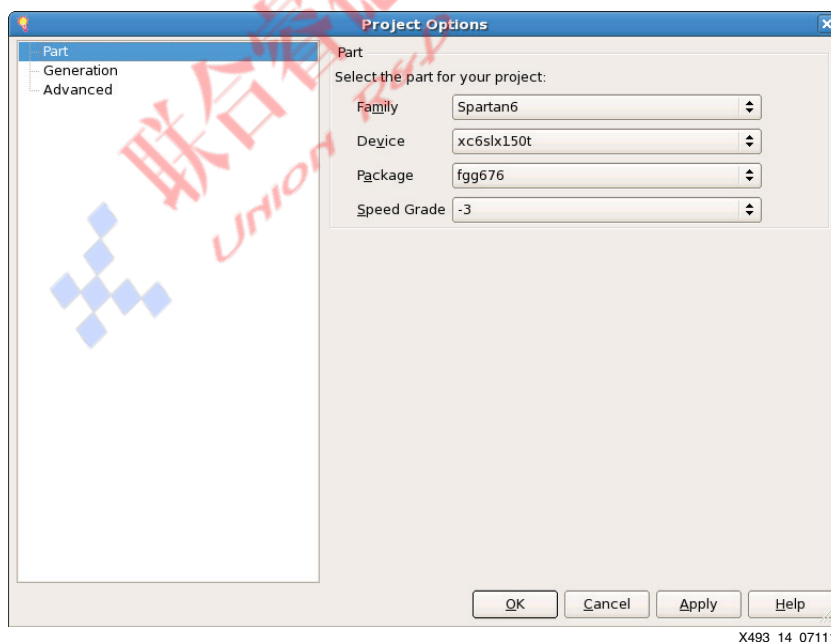 Project Options
Part
Generation
Advanced
Part
Select the part for your project:
Family Spartan6
Device xc6slx150t
Package fgg676
Speed Grade -3
OK Cancel Apply Help
联合
UNION R&D